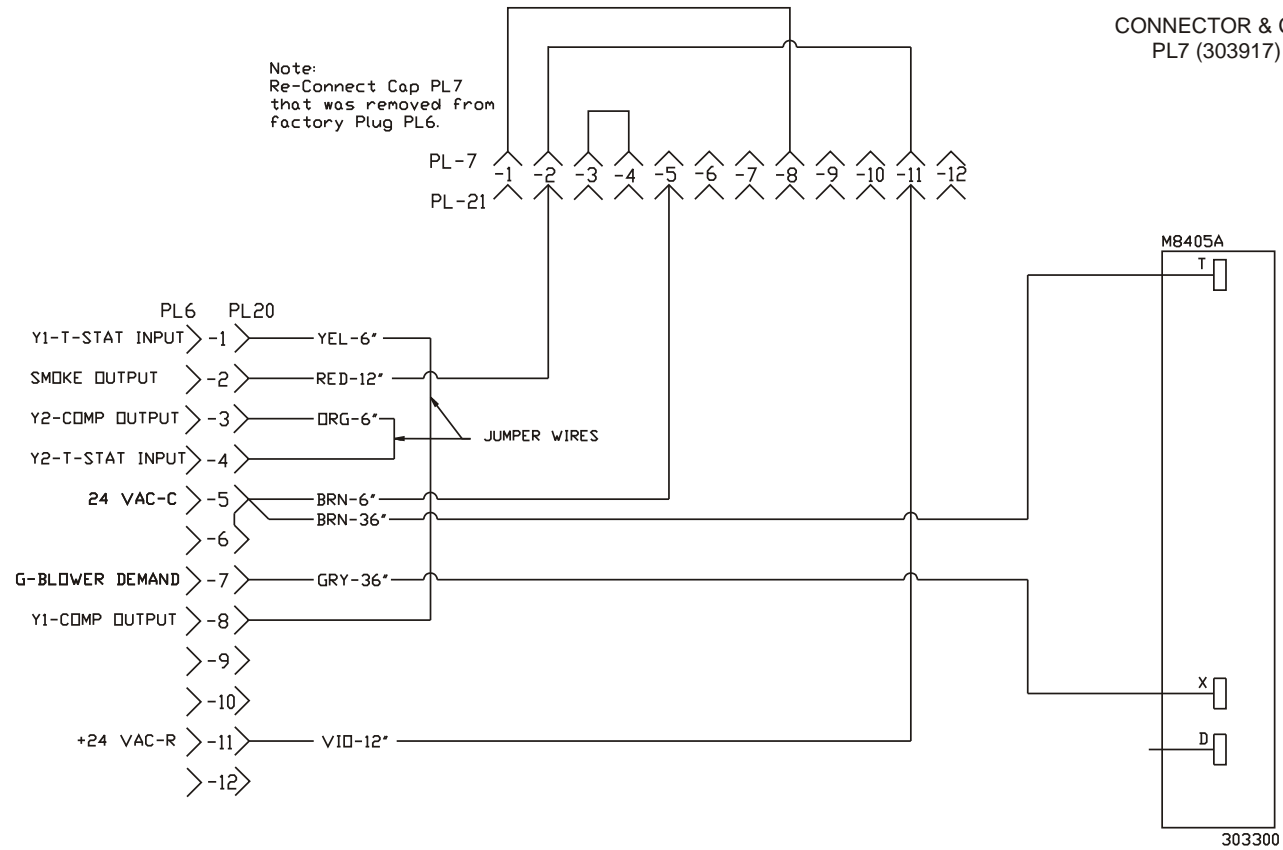 CONNECTOR & C
PL7 (303917)
Note:
Re-Connect Cap PL7
that was removed from
factory Plug PL6.
PL-7
-1 -2 -3 -4 -5 -6 -7 -8 -9 -10 -11 -12
PL-21
M8405A
T
PL6 PL20
Y1-T-STAT INPUT -1 YEL-6"
SMOKE OUTPUT -2 RED-12"
Y2-COMP OUTPUT -3 ORG-6"
JUMPER WIRES
Y2-T-STAT INPUT -4
24 VAC-C -5 BRN-6"
BRN-36"
-6
G-BLOWER DEMAND -7 GRY-36"
Y1-COMP OUTPUT -8
-9
X
-10
+24 VAC-R -11 VIO-12"
D
-12
303300